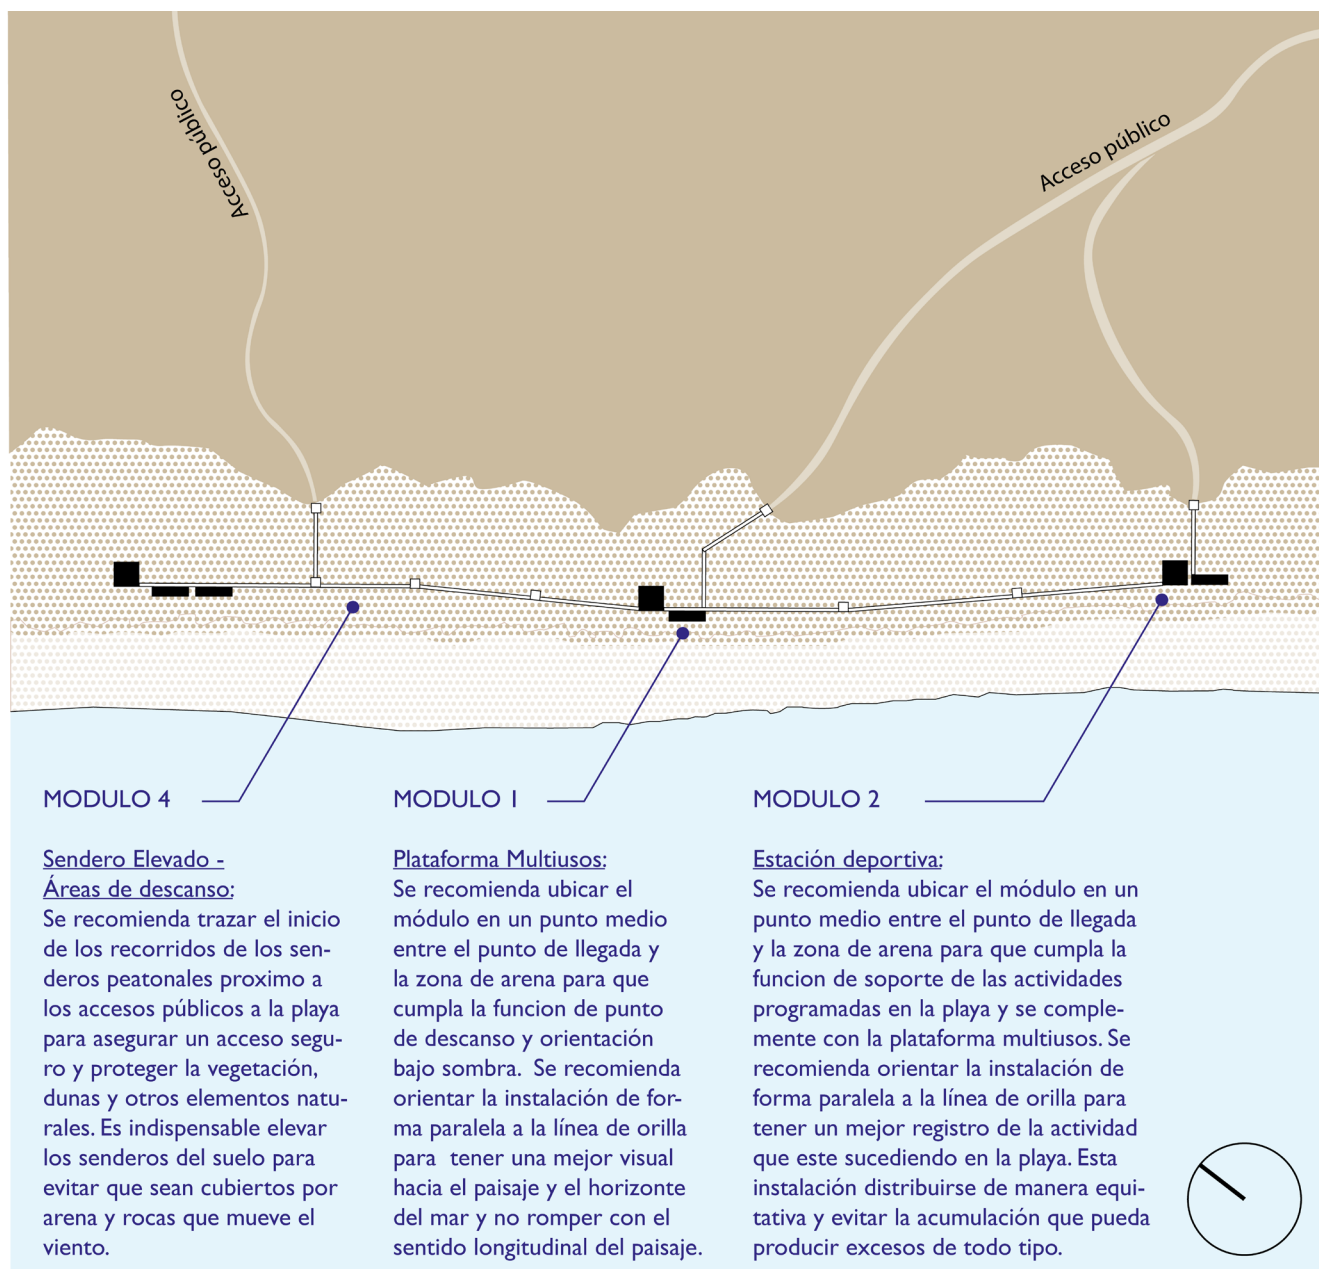 Acceso público
Acceso público
MODULO 4
Sendero Elevado -
Áreas de descanso:
Se recomienda trazar el inicio
de los recorridos de los sen-
deros peatonales proximo a
los accesos públicos a la playa
para asegurar un acceso segu-
ro y proteger la vegetación,
dunas y otros elementos natu-
rales. Es indispensable elevar
los senderos del suelo para
evitar que sean cubiertos por
arena y rocas que mueve el
viento.
MODULO 1
Plataforma Multiusos:
Se recomienda ubicar el
módulo en un punto medio
entre el punto de llegada y
la zona de arena para que
cumpla la funcion de punto
de descanso y orientación
bajo sombra.  Se recomienda
orientar la instalación de for-
ma paralela a la línea de orilla
para  tener una mejor visual
hacia el paisaje y el horizonte
del mar y no romper con el
sentido longitudinal del paisaje.
MODULO 2
Estación deportiva:
Se recomienda ubicar el módulo en un
punto medio entre el punto de llegada
y la zona de arena para que cumpla la
funcion de soporte de las actividades
programadas en la playa y se comple-
mente con la plataforma multiusos. Se
recomienda orientar la instalación de
forma paralela a la línea de orilla para
tener un mejor registro de la actividad
que este sucediendo en la playa. Esta
instalación distribuirse de manera equi-
tativa y evitar la acumulación que pueda
producir excesos de todo tipo.